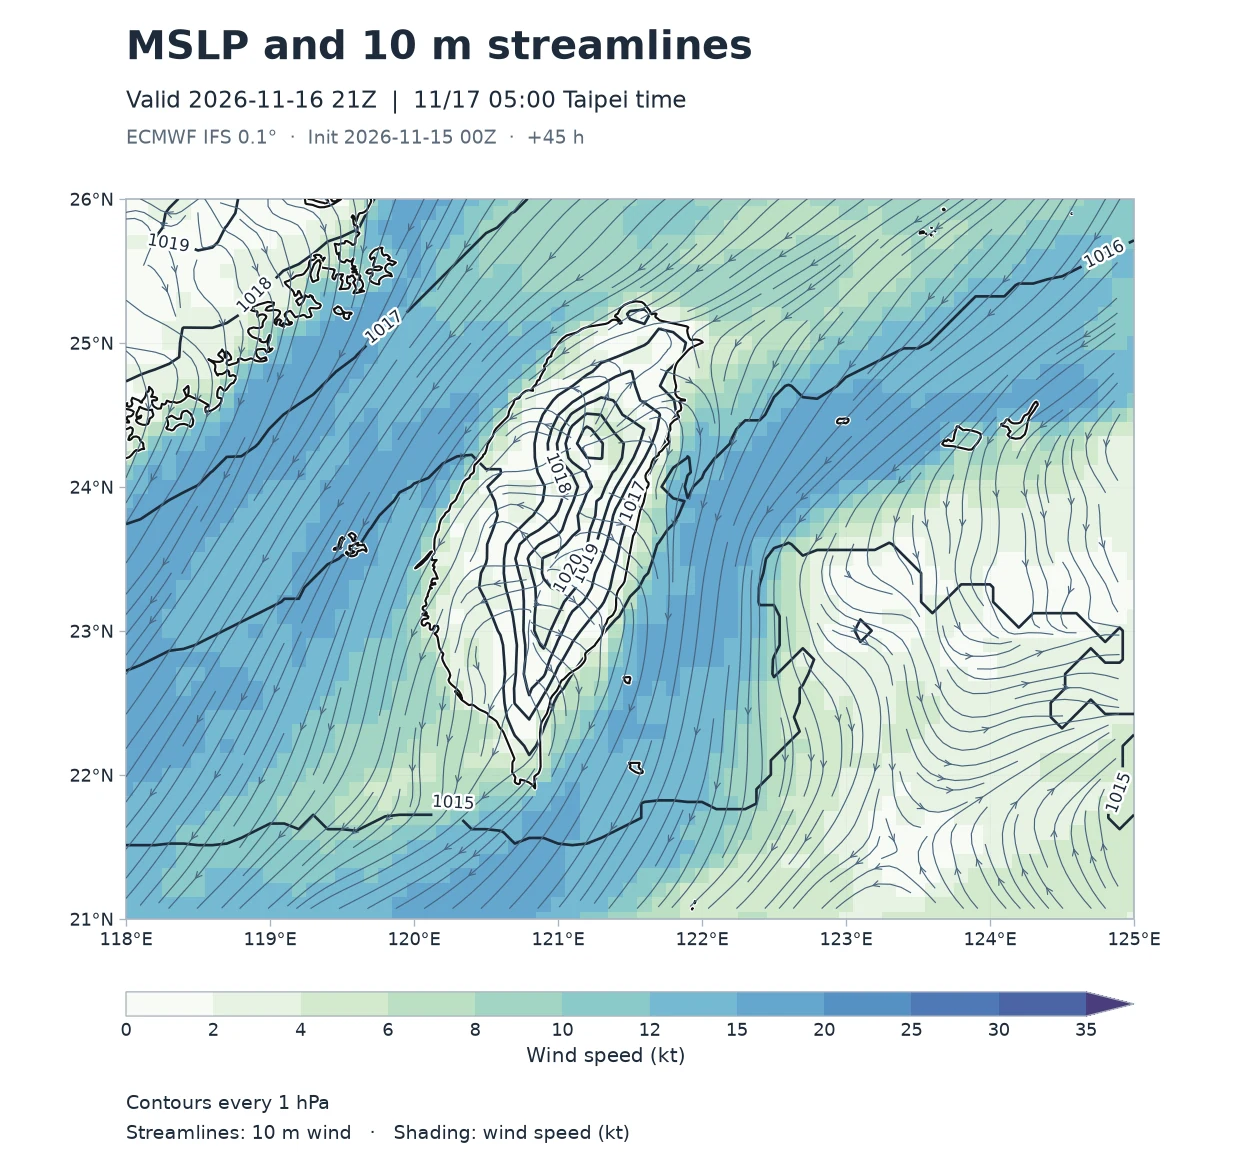 MSLP and 10 m streamlines
Valid 2026-11-16 21Z | 11/17 05:00 Taipei time
ECMWF IFS 0.1° · Init 2026-11-15 00Z · +45 h
26°N
25°N
24°N
23°N
22°N
21°N
1019
1018
1017
1016
1018
1017
1019
1020
1015
1015
118°E 119°E 120°E 121°E 122°E 123°E 124°E 125°E
0 2 4 6 8 10 12 15 20 25 30 35
Wind speed (kt)
Contours every 1 hPa
Streamlines: 10 m wind · Shading: wind speed (kt)